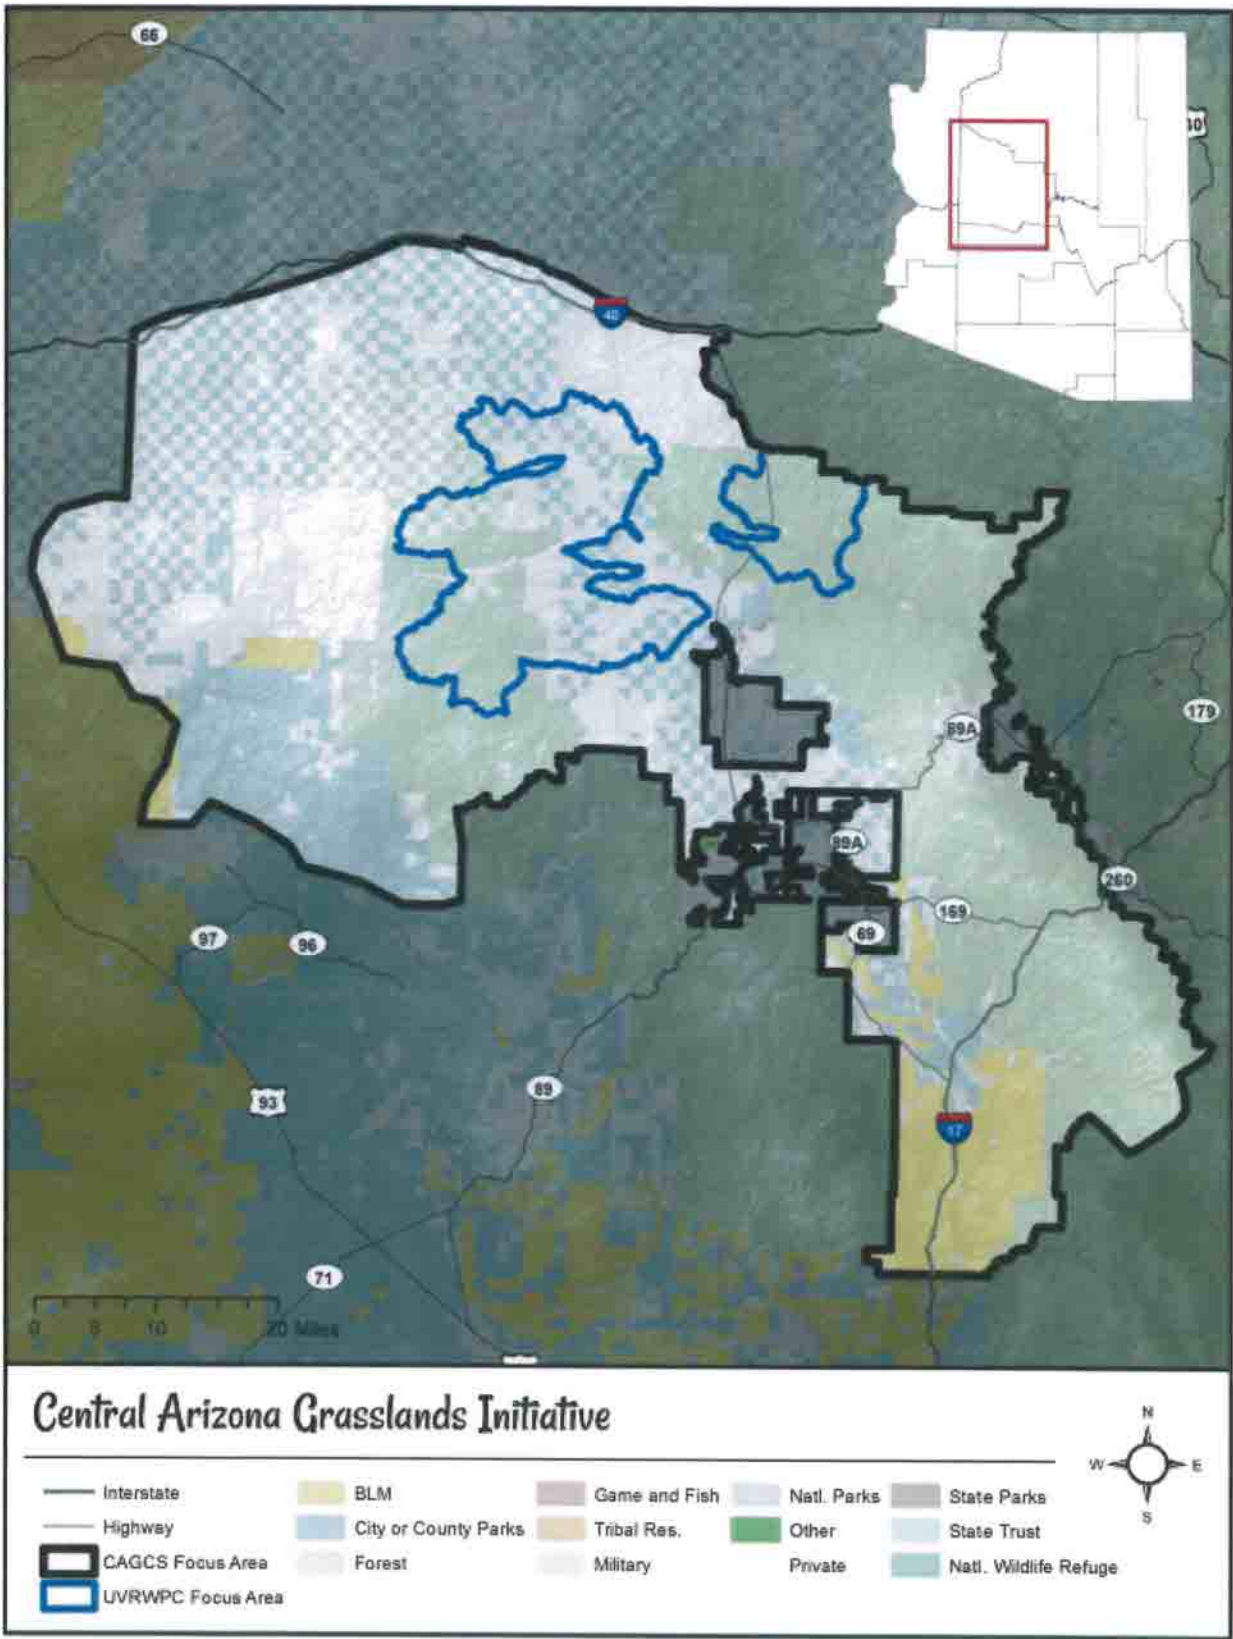 66
40
40
89A
179
89A
260
169
69
97
96
93
89
17
71
0 5 10 20 Miles
Central Arizona Grasslands Initiative
N
W E
S
Interstate
Highway
CAGCS Focus Area
UVRWPC Focus Area
BLM
City or County Parks
Forest
Game and Fish
Tribal Res.
Military
Natl. Parks
Other
Private
State Parks
State Trust
Natl. Wildlife Refuge